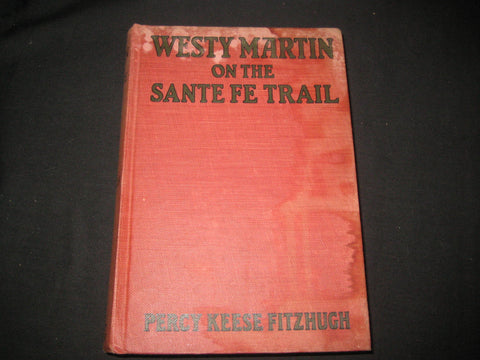 WESTY MARTIN
ON THE
SANTE FE TRAIL
PERCY KEESE FITZHUGH